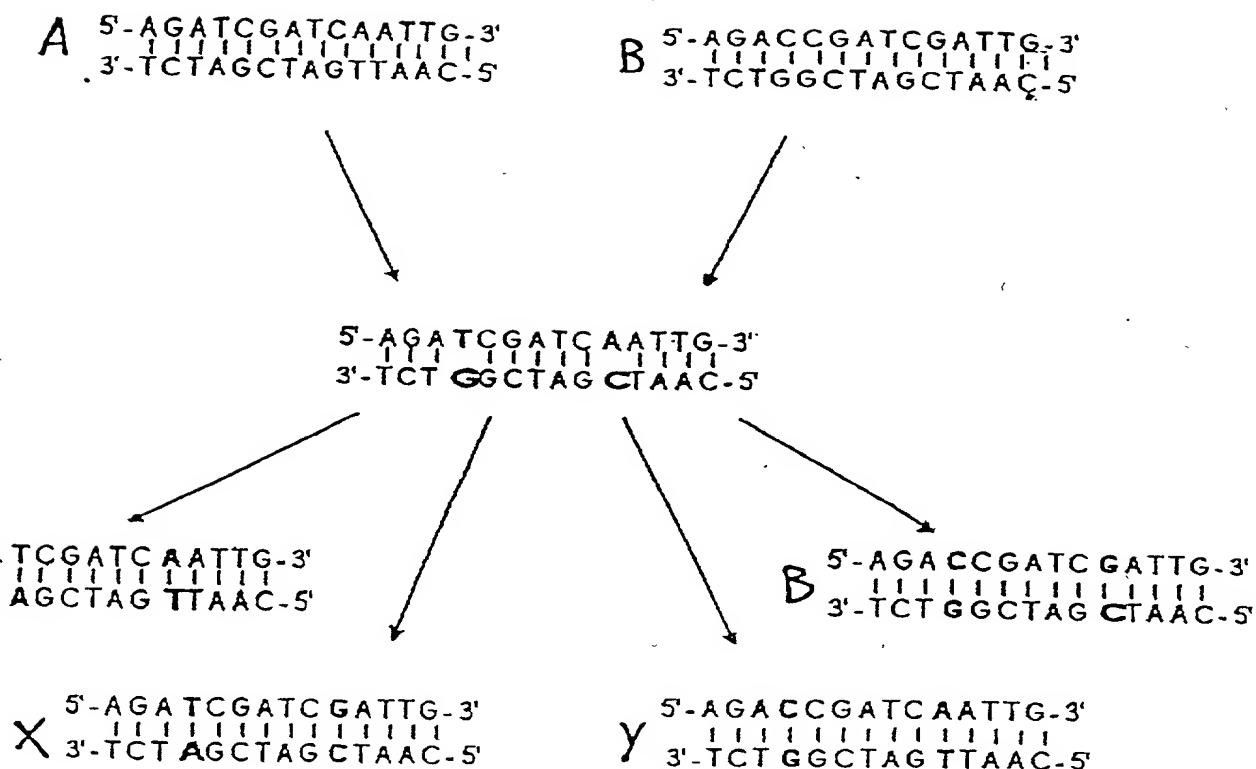 A 5'-AGATCGATCAATTG-3'
3'-TCTAGCTAGTTAAC-5'
B 5'-AGACCGATCGATTG-3'
3'-TCTGGCTAGCTAAC-5'
5'-AGATCGATCAATTG-3'
3'-TCTGGCTAGCTAAC-5'
TCGATCAATTG-3'
AGCTAGTTAAC-5'
B 5'-AGACCGATCGATTG-3'
3'-TCTGGCTAGCTAAC-5'
X 5'-AGATCGATCGATTG-3'
3'-TCTAGCTAGCTAAC-5'
Y 5'-AGACCGATCAATTG-3'
3'-TCTGGCTAGTTAAC-5'